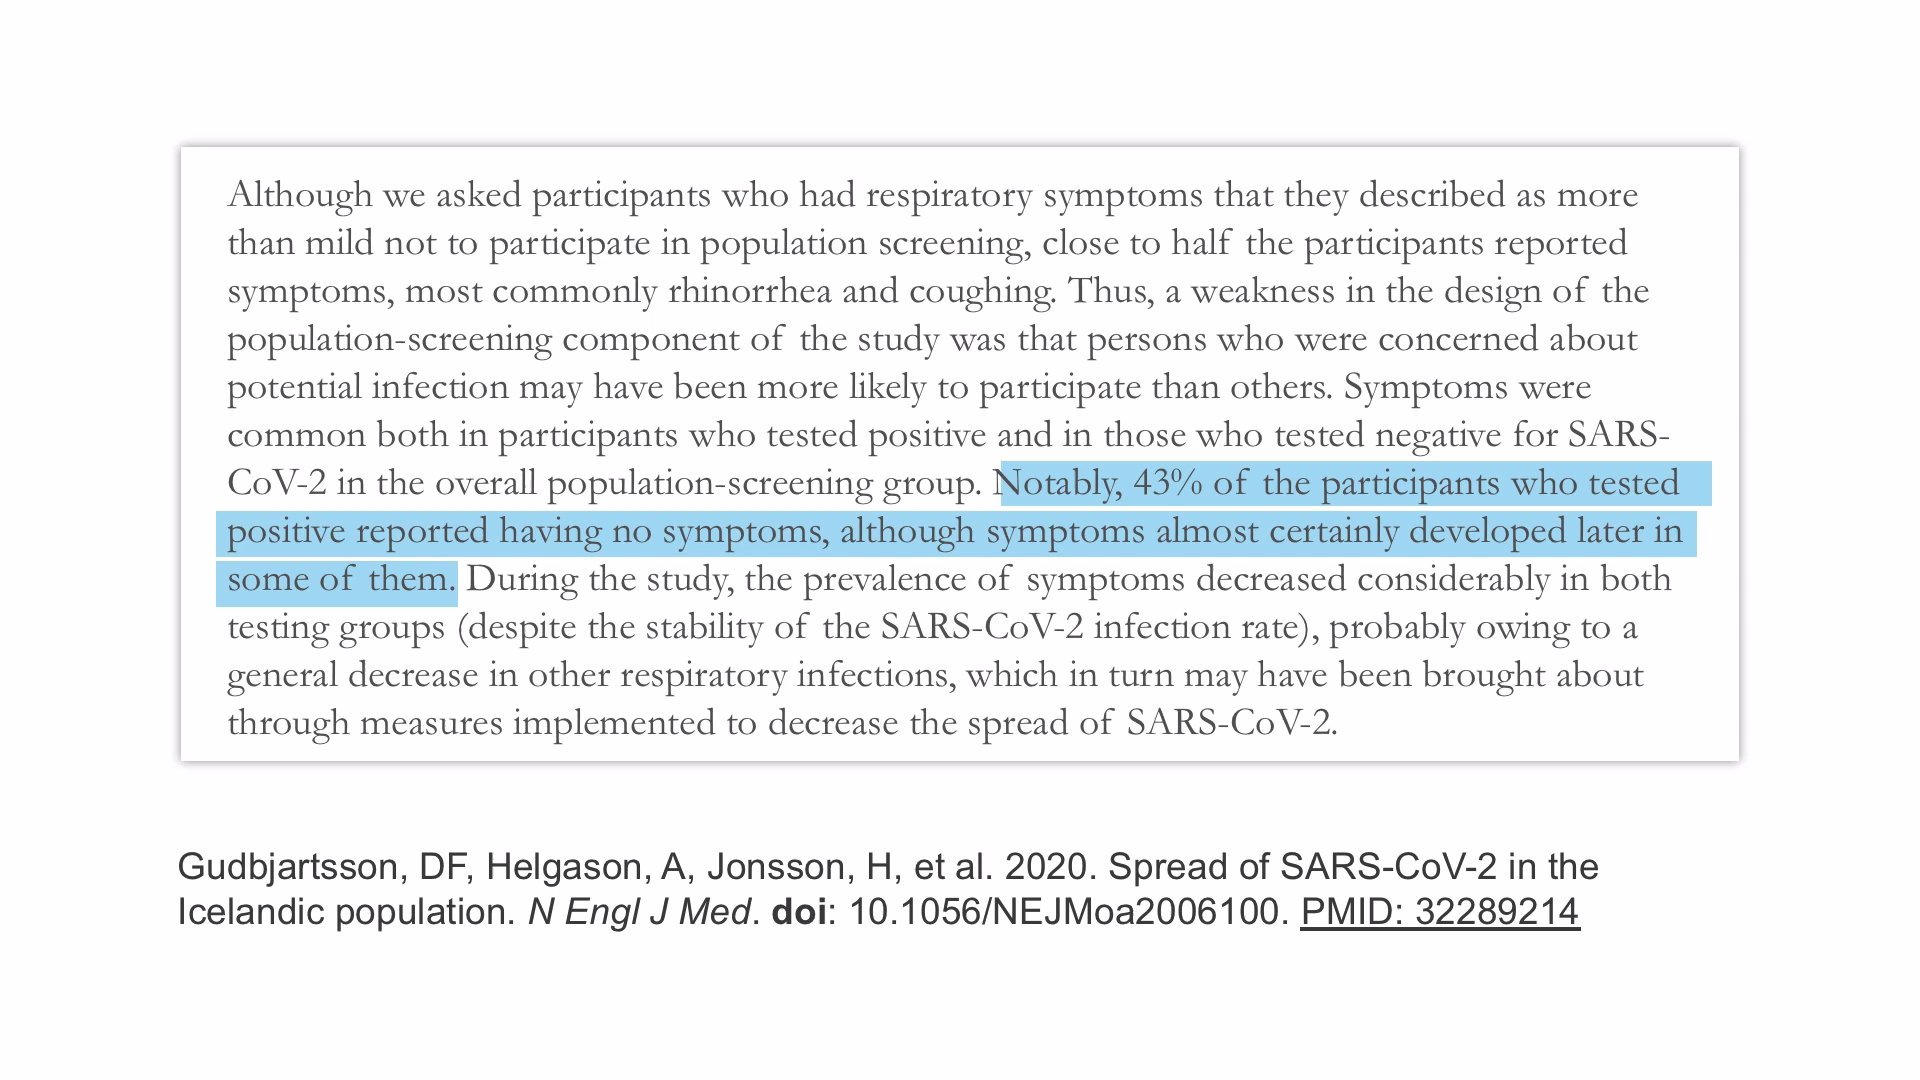 Although we asked participants who had respiratory symptoms that they described as more
than mild not to participate in population screening, close to half the participants reported
symptoms, most commonly rhinorrhea and coughing. Thus, a weakness in the design of the
population-screening component of the study was that persons who were concerned about
potential infection may have been more likely to participate than others. Symptoms were
common both in participants who tested positive and in those who tested negative for SARS-
CoV-2 in the overall population-screening group. Notably, 43% of the participants who tested
positive reported having no symptoms, although symptoms almost certainly developed later in
some of them. During the study, the prevalence of symptoms decreased considerably in both
testing groups (despite the stability of the SARS-CoV-2 infection rate), probably owing to a
general decrease in other respiratory infections, which in turn may have been brought about
through measures implemented to decrease the spread of SARS-CoV-2.
Gudbjartsson, DF, Helgason, A, Jonsson, H, et al. 2020. Spread of SARS-CoV-2 in the
Icelandic population. N Engl J Med. doi: 10.1056/NEJMoa2006100. PMID: 32289214